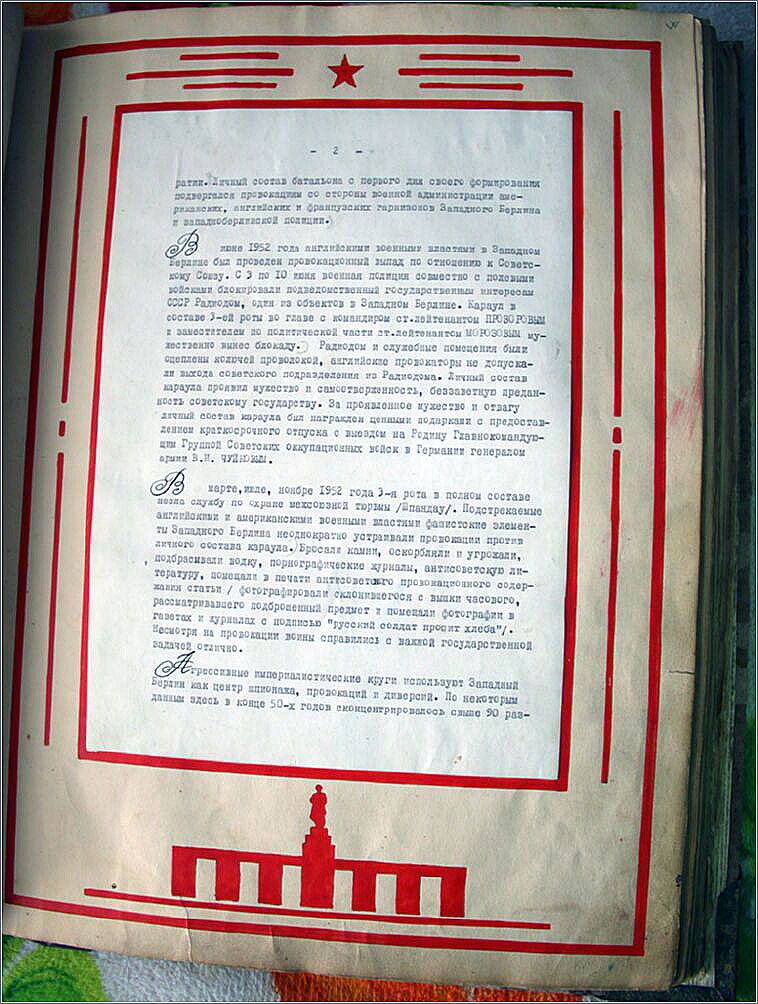 - 2 -
ратии. Личный состав батальона с первого дня своего формирования
подвергался провокациям со стороны военной администрации аме-
риканских, английских и французских гарнизонов Западного Берлина
и западноберлинской полиции.
В июне 1952 года английскими военными властями в Западном
Берлине был проведен провокационный выпад по отношению к Советс-
кому Союзу. С 3 по 10 июня военная полиция совместно с полевыми
войсками блокировали подведомственный государственным интересам
СССР Радиодом, один из объектов в Западном Берлине. Караул в
составе 3-ей роты во главе с командиром ст.лейтенантом ПРОВОРОВЫМ
и заместителем по политической части ст.лейтенантом МОРОЗОВЫМ му-
жественно вынес блокаду. Радиодом и служебные помещения были
оцеплены колючей проволокой, английские провокаторы не допуска-
ли выхода советского подразделения из Радиодома. Личный состав
караула проявил мужество и самоотверженность, беззаветную предан-
ность советскому государству. За проявленное мужество и отвагу
личный состав караула был награжден ценными подарками с предостав-
лением краткосрочного отпуска с выездом на Родину Главнокомандую-
щим Группой Советских оккупационных войск в Германии генералом
армии В.И. ЧУЙКОВЫМ.
В марте,июле, ноябре 1952 года 3-я рота в полном составе
несла службу по охране межсоюзной тюрьмы /Шпандау/. Подстрекаемые
английскими и американскими военными властями фашистские элемен-
ты Западного Берлина неоднократно устраивали провокации против
личного состава караула. Бросали камни, оскорбляли и угрожали,
подбрасывали водку, порнографические журналы, антисоветскую ли-
тературу, помещали в печати антисоветского провокационного содер-
жания статьи / фотографировали склонившегося с вышки часового,
рассматривавшего подброненный предмет и помещали фотографии в
газетах и журналах с подписью "русский солдат просит хлеба"/.
Несмотря на провокации воины справились с важной государственной
задачей отлично.
Агрессивные империалистические круги используют Западный
Берлин как центр шпионажа, провокаций и диверсий. По некоторым
данным здесь в конце 50-х годов сконцентрировалось свыше 90 раз-